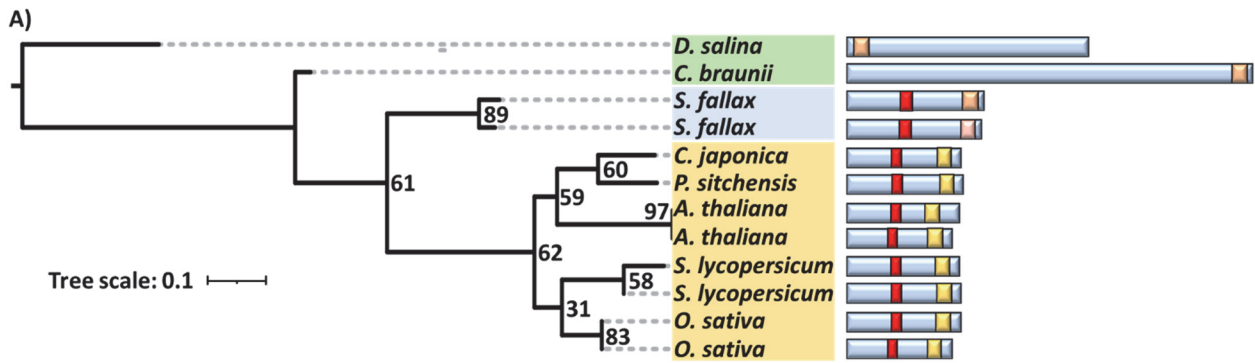 A)
D. salina
C. braunii
S. fallax
89
S. fallax
C. japonica
60
P. sitchensis
61
59
97
A. thaliana
A. thaliana
62
S. lycopersicum
Tree scale: 0.1
58
S. lycopersicum
31
O. sativa
83
O. sativa